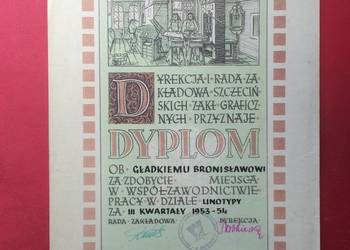 DYREKCJA I RADA ZA
KŁADOWA SZCZECIŃ
SKICH ZAKŁ. GRAFICZ
NYCH PRZYZNAJE
DYPLOM
OB. GŁADKIEMU BRONISŁAWOWI
ZA ZDOBYCIE MIEJSCA
W WSPÓŁZAWODNICTWIE
PRACY W DZIALE LINOTYPY
ZA III KWARTAŁY 1953-54
RADA ZAKŁADOWA DYREKCJA